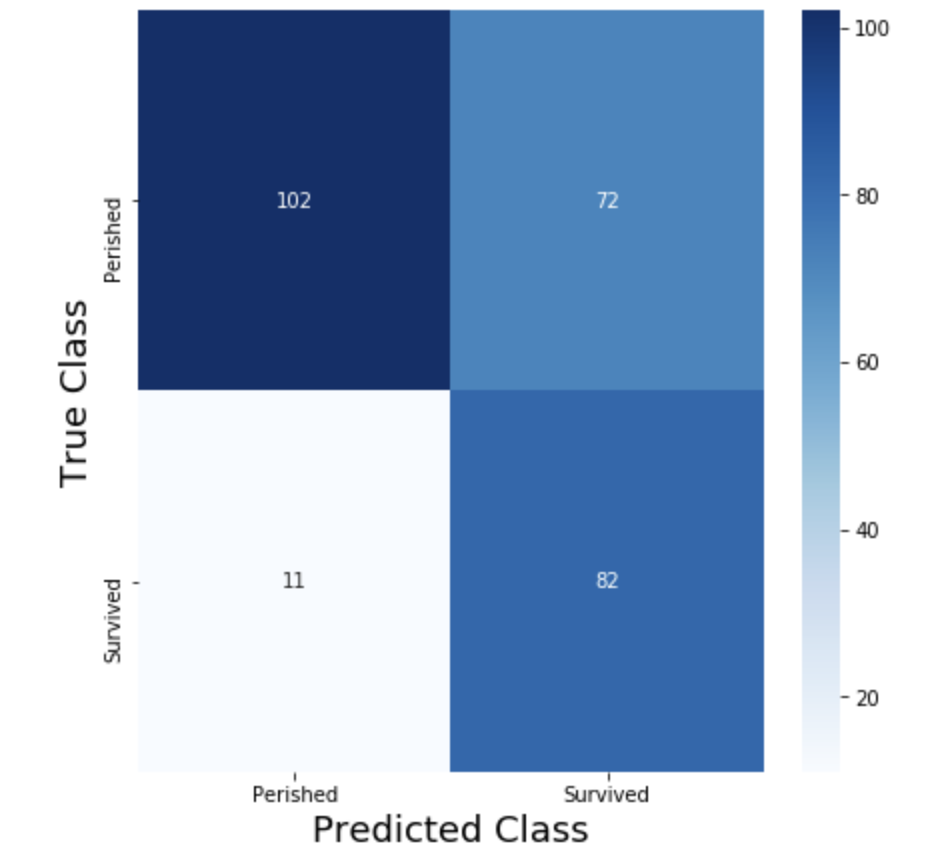 100
102
72
80
Perished
60
True Class
40
11
82
Survived
20
Perished
Survived
Predicted Class